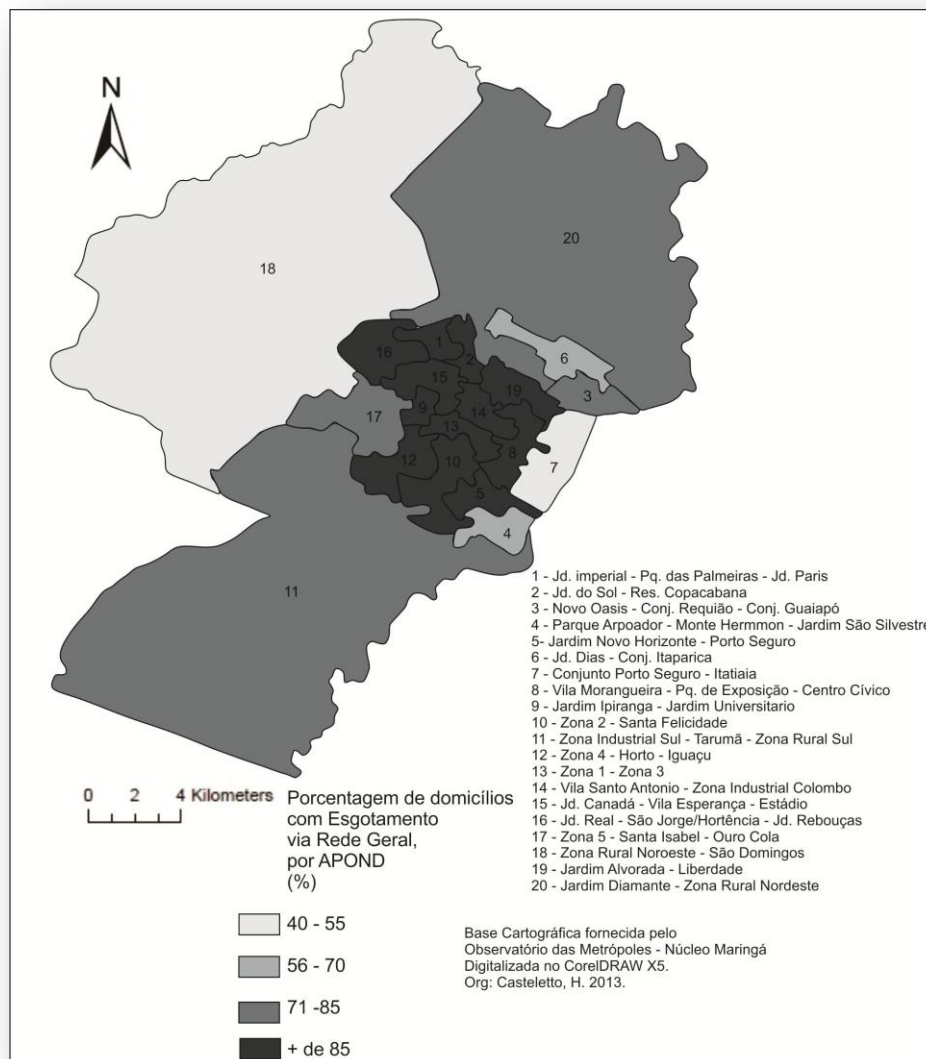 N
18
20
16
1
2
15
6
19
3
17
9
14
13
12
10
8
7
5
4
11
0 2 4 Kilometers
1 - Jd. imperial - Pq. das Palmeiras - Jd. Paris
2 - Jd. do Sol - Res. Copacabana
3 - Novo Oasis - Conj. Requião - Conj. Guaiapó
4 - Parque Arpoador - Monte Hermmon - Jardim São Silvestre
5- Jardim Novo Horizonte - Porto Seguro
6 - Jd. Dias - Conj. Itaparica
7 - Conjunto Porto Seguro - Itatiaia
8 - Vila Morangueira - Pq. de Exposição - Centro Cívico
9 - Jardim Ipiranga - Jardim Universitario
10 - Zona 2 - Santa Felicidade
11 - Zona Industrial Sul - Tarumã - Zona Rural Sul
12 - Zona 4 - Horto - Iguaçu
13 - Zona 1 - Zona 3
14 - Vila Santo Antonio - Zona Industrial Colombo
15 - Jd. Canadá - Vila Esperança - Estádio
16 - Jd. Real - São Jorge/Hortência - Jd. Rebouças
17 - Zona 5 - Santa Isabel - Ouro Cola
18 - Zona Rural Noroeste - São Domingos
19 - Jardim Alvorada - Liberdade
20 - Jardim Diamante - Zona Rural Nordeste
Porcentagem de domicílios
com Esgotamento
via Rede Geral,
por APOND
(%)
40 - 55
56 - 70
71 -85
+ de 85
Base Cartográfica fornecida pelo
Observatório das Metrópoles - Núcleo Maringá
Digitalizada no CorelDRAW X5.
Org: Casteletto, H. 2013.